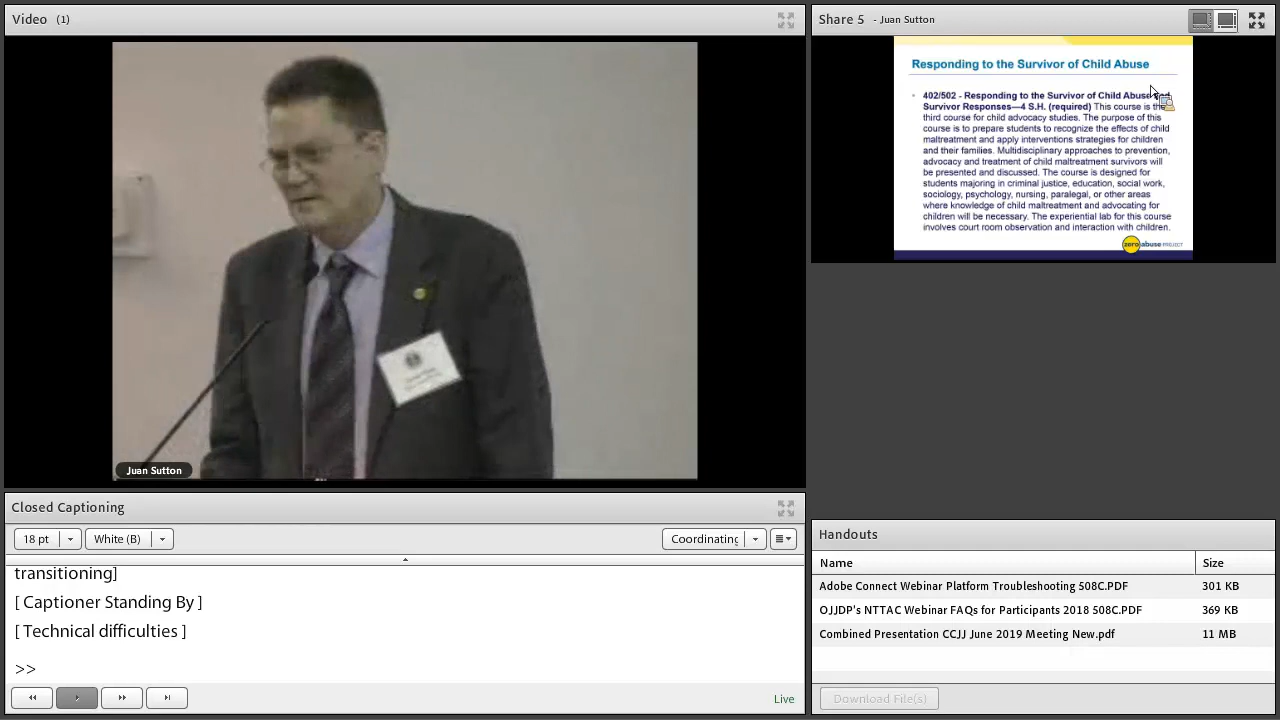 Video (1)
Juan Sutton
Share 5 - Juan Sutton
Responding to the Survivor of Child Abuse
• 402/502 - Responding to the Survivor of Child Abuse
Survivor Responses—4 S.H. (required) This course is the
third course for child advocacy studies. The purpose of this
course is to prepare students to recognize the effects of child
maltreatment and apply interventions strategies for children
and their families. Multidisciplinary approaches to prevention,
advocacy and treatment of child maltreatment survivors will
be presented and discussed. The course is designed for
students majoring in criminal justice, education, social work,
sociology, psychology, nursing, paralegal, or other areas
where knowledge of child maltreatment and advocating for
children will be necessary. The experiential lab for this course
involves court room observation and interaction with children.
zero abuse PROJECT
Closed Captioning
18 pt White (B) Coordinating
transitioning]
[ Captioner Standing By ]
[ Technical difficulties ]
>>
Live
Handouts
Name Size
Adobe Connect Webinar Platform Troubleshooting 508C.PDF 301 KB
OJJDP's NTTAC Webinar FAQs for Participants 2018 508C.PDF 369 KB
Combined Presentation CCJJ June 2019 Meeting New.pdf 11 MB
Download File(s)